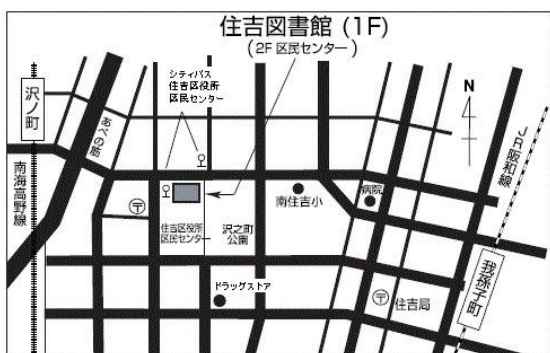 住吉図書館 (1F)
(2F 区民センター)
シティバス
住吉区役所
区民センター
沢ノ町
あべの筋
N
JR阪和線
南海高野線
〒
住吉区役所
区民センター
沢之町
公園
南住吉小
病院
ドラッグストア
〒
住吉局
我孫子町